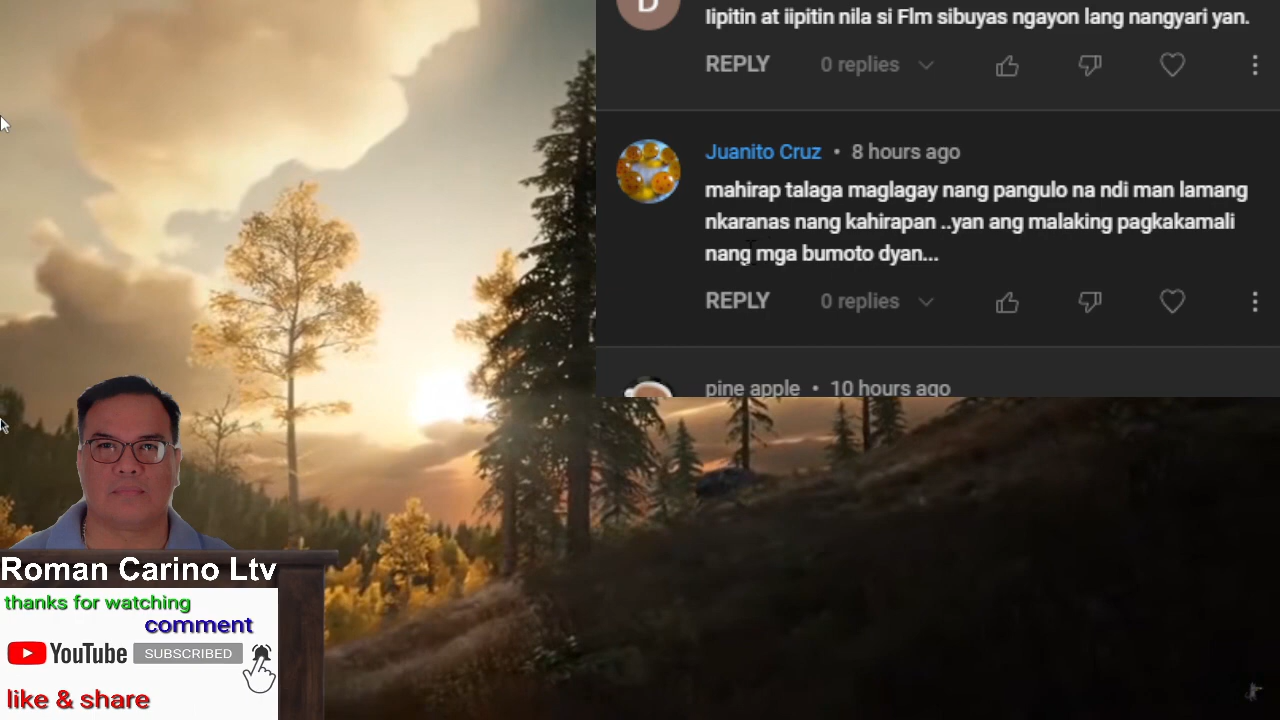 D
Iipitin at iipitin nila si Flm sibuyas ngayon lang nangyari yan.
REPLY 0 replies
Juanito Cruz • 8 hours ago
mahirap talaga maglagay nang pangulo na ndi man lamang
nkaranas nang kahirapan ..yan ang malaking pagkakamali
nang mga bumoto dyan...
REPLY 0 replies
pine apple • 10 hours ago
Roman Carino Ltv
thanks for watching
comment
YouTube SUBSCRIBED
like & share